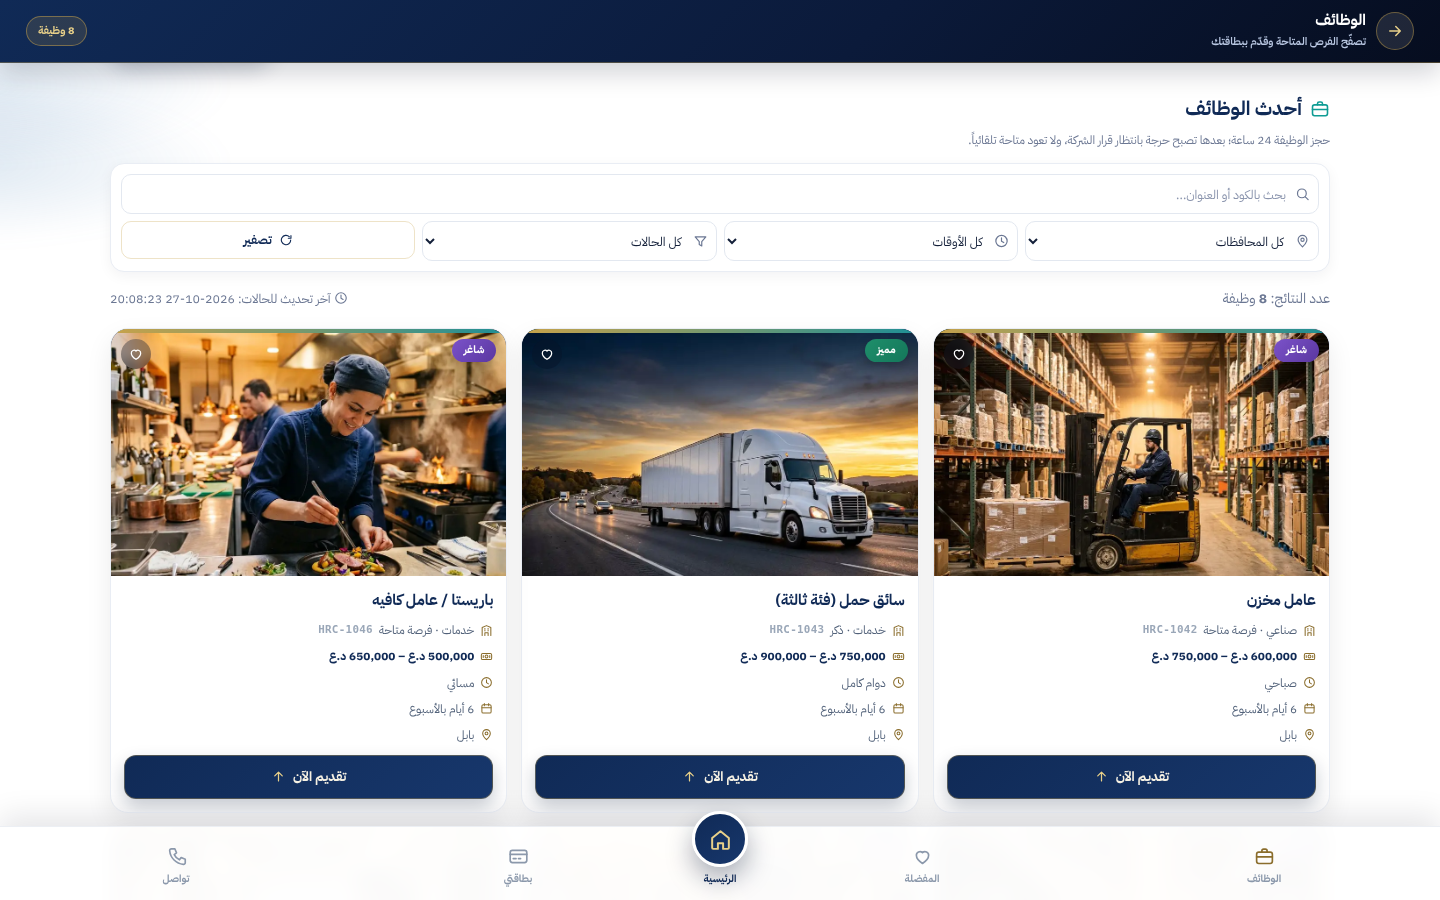 الوظائف
تصفّح الفرص المتاحة وقدّم ببطاقتك
8 وظيفة
أحدث الوظائف
حجز الوظيفة 24 ساعة؛ بعدها تصبح حرجة بانتظار قرار الشركة، ولا تعود متاحة تلقائياً.
بحث بالكود أو العنوان...
كل المحافظات
كل الأوقات
كل الحالات
تصفير
عدد النتائج: 8 وظيفة
آخر تحديث للحالات: 2026-10-27 20:08:23
شاغر
عامل مخزن
صناعي · فرصة متاحة HRC-1042
600,000 د.ع – 750,000 د.ع
صباحي
6 أيام بالأسبوع
بابل
تقديم الآن
مميز
سائق حمل (فئة ثالثة)
خدمات · ذكر HRC-1043
750,000 د.ع – 900,000 د.ع
دوام كامل
6 أيام بالأسبوع
بابل
تقديم الآن
شاغر
باريستا / عامل كافيه
خدمات · فرصة متاحة HRC-1046
500,000 د.ع – 650,000 د.ع
مسائي
6 أيام بالأسبوع
بابل
تقديم الآن
الوظائف
المفضلة
الرئيسية
بطاقتي
تواصل